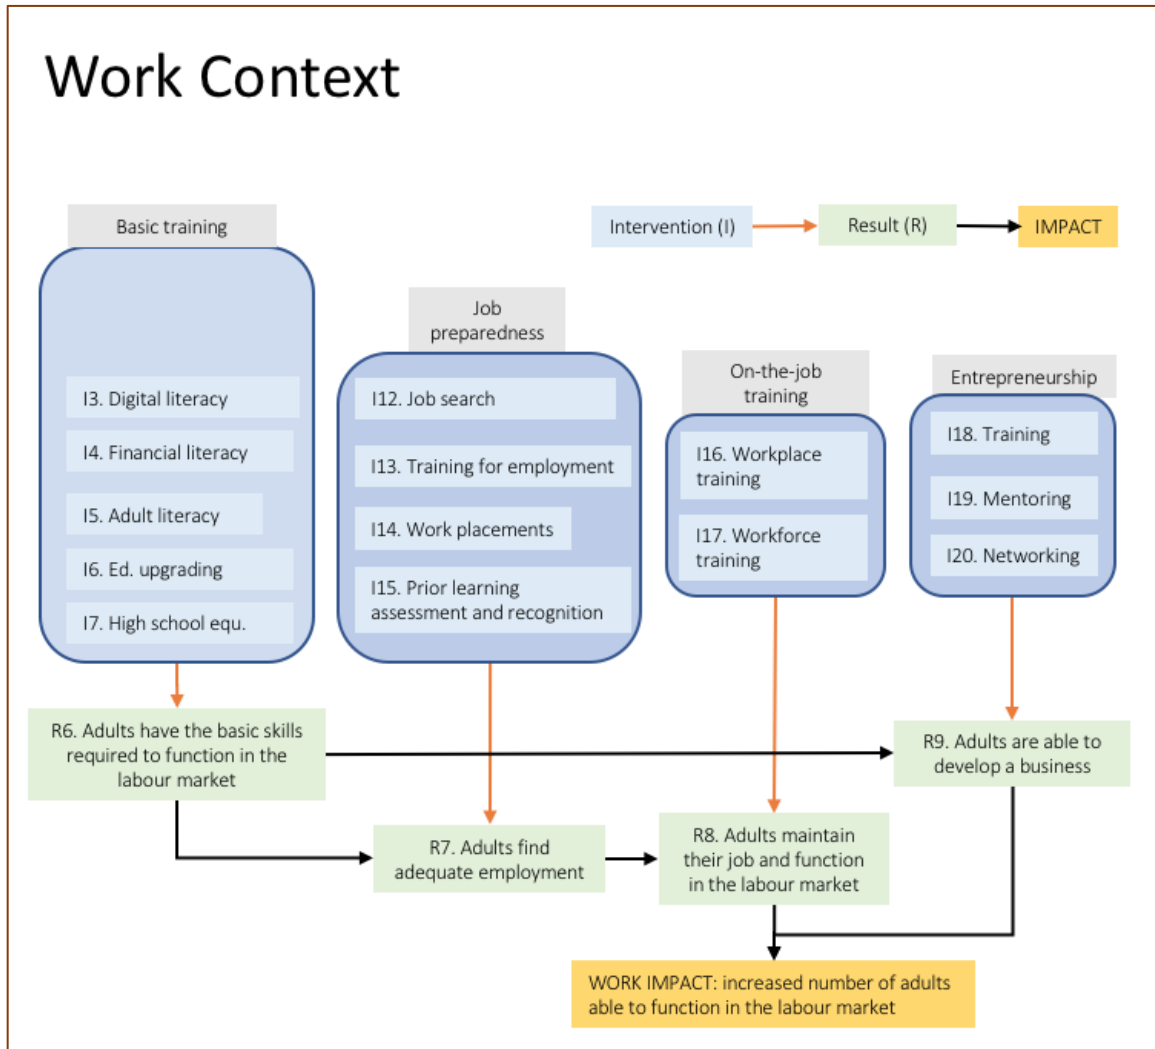 Work Context
Basic training
Intervention (I)
Result (R)
IMPACT
Job
preparedness
On-the-job
training
Entrepreneurship
I3. Digital literacy
I4. Financial literacy
I5. Adult literacy
I6. Ed. upgrading
I7. High school equ.
I12. Job search
I13. Training for employment
I14. Work placements
I15. Prior learning
assessment and recognition
I16. Workplace
training
I17. Workforce
training
I18. Training
I19. Mentoring
I20. Networking
R6. Adults have the basic skills
required to function in the
labour market
R9. Adults are able to
develop a business
R7. Adults find
adequate employment
R8. Adults maintain
their job and function
in the labour market
WORK IMPACT: increased number of adults
able to function in the labour market